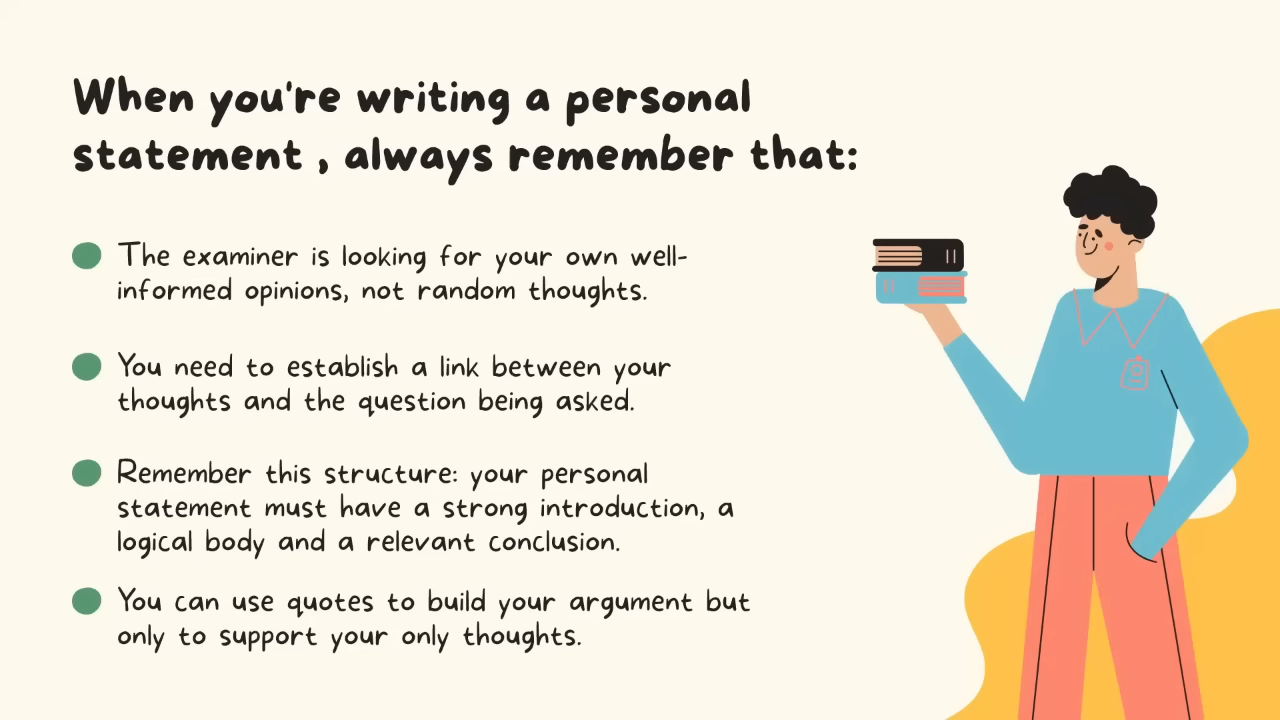 When you're writing a personal
statement , always remember that:
The examiner is looking for your own well-
informed opinions, not random thoughts.
You need to establish a link between your
thoughts and the question being asked.
Remember this structure: your personal
statement must have a strong introduction, a
logical body and a relevant conclusion.
You can use quotes to build your argument but
only to support your only thoughts.